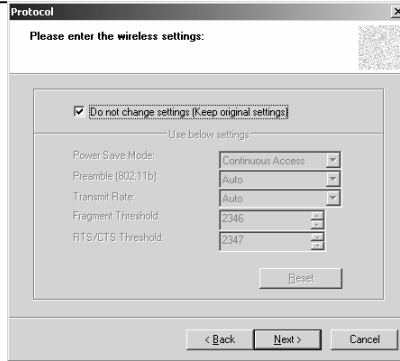 Protocol
Please enter the wireless settings:
Do not change settings (Keep original settings)
Use below settings
Power Save Mode: Continuous Access
Preamble (802.11b): Auto
Transmit Rate: Auto
Fragment Threshold: 2346
RTS/CTS Threshold: 2347
Reset
< Back Next > Cancel